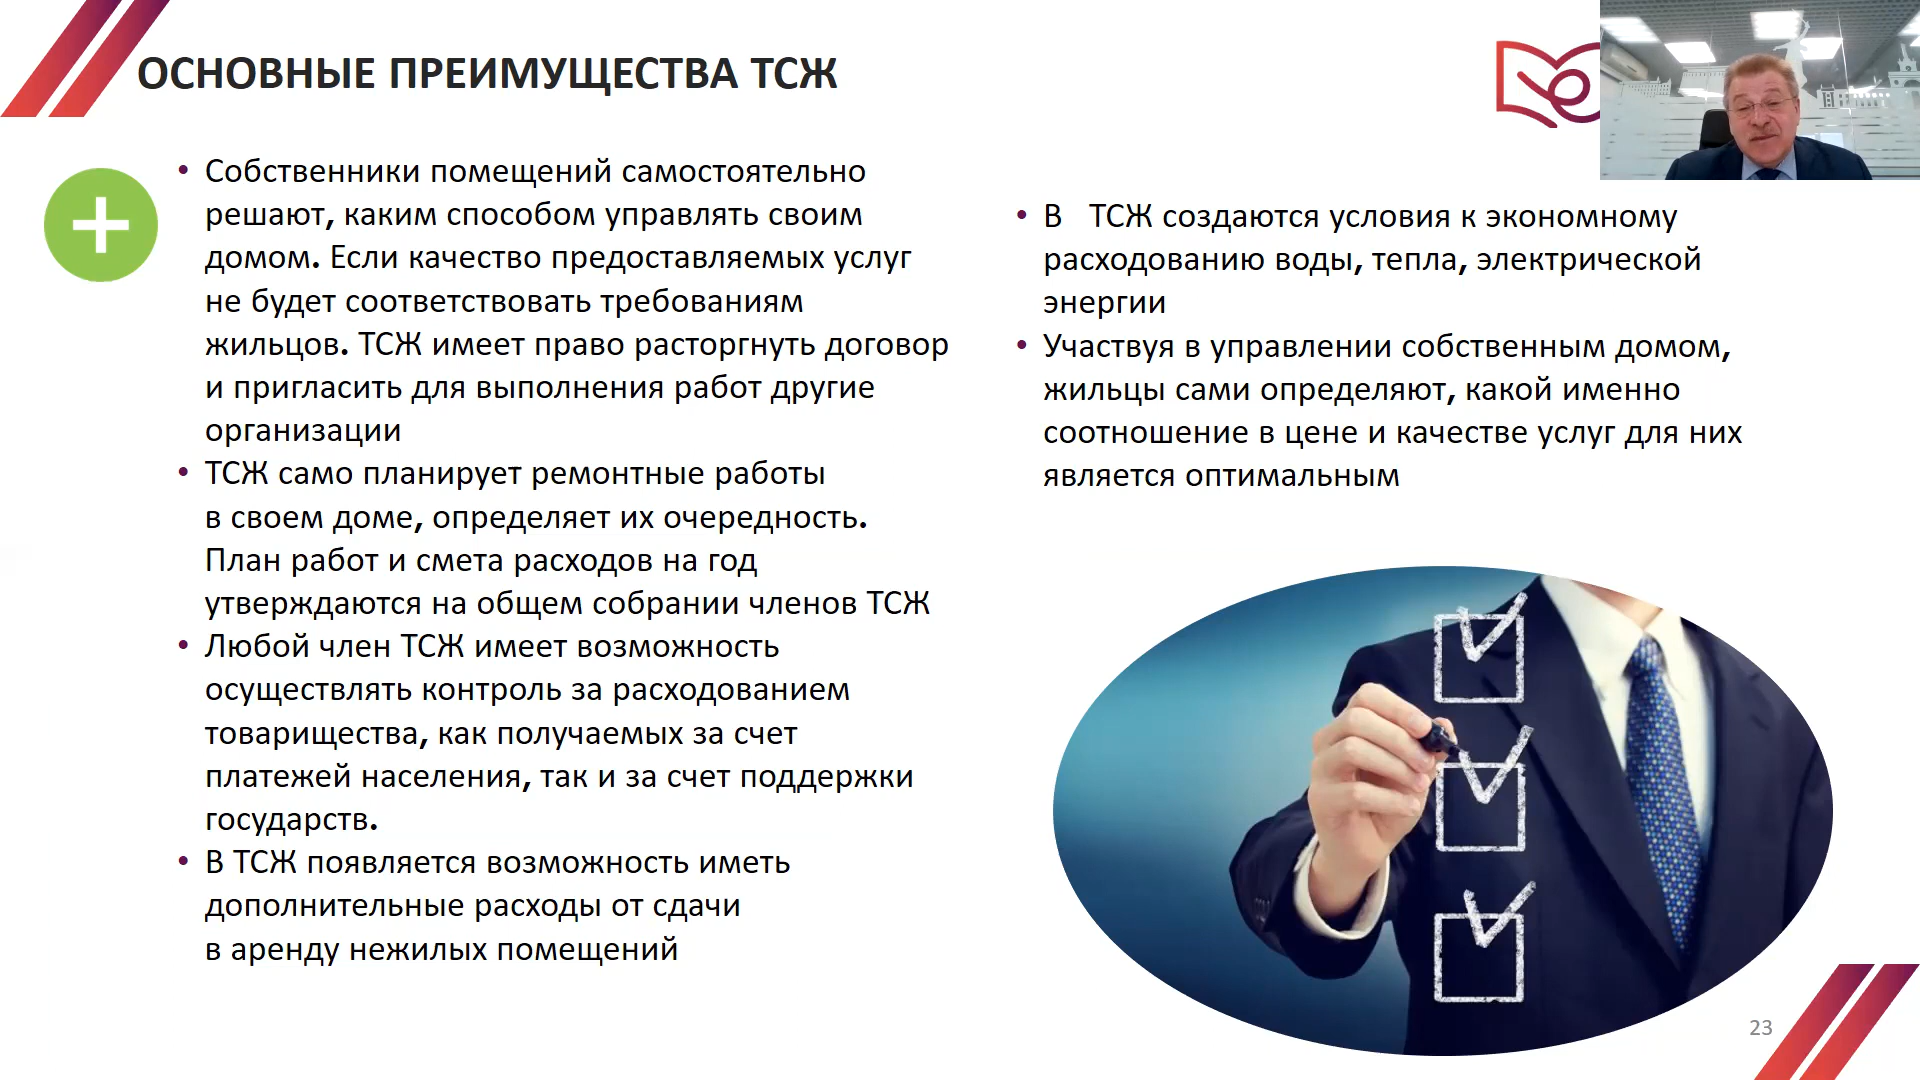 ОСНОВНЫЕ ПРЕИМУЩЕСТВА ТСЖ
• Собственники помещений самостоятельно
решают, каким способом управлять своим
домом. Если качество предоставляемых услуг
не будет соответствовать требованиям
жильцов. ТСЖ имеет право расторгнуть договор
и пригласить для выполнения работ другие
организации
• ТСЖ само планирует ремонтные работы
в своем доме, определяет их очередность.
План работ и смета расходов на год
утверждаются на общем собрании членов ТСЖ
• Любой член ТСЖ имеет возможность
осуществлять контроль за расходованием
товарищества, как получаемых за счет
платежей населения, так и за счет поддержки
государств.
• В ТСЖ появляется возможность иметь
дополнительные расходы от сдачи
в аренду нежилых помещений
• В ТСЖ создаются условия к экономному
расходованию воды, тепла, электрической
энергии
• Участвуя в управлении собственным домом,
жильцы сами определяют, какой именно
соотношение в цене и качестве услуг для них
является оптимальным
23